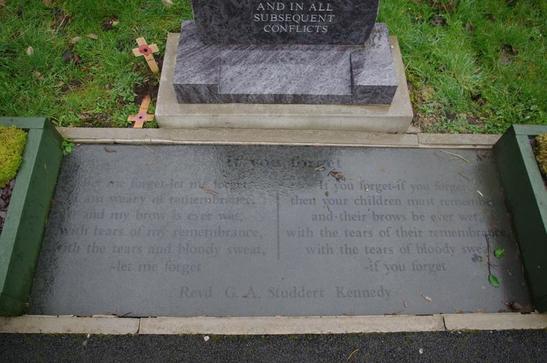 AND IN ALL
SUBSEQUENT
CONFLICTS
If you forget
Let me forget-let me forget,
I am weary of remembrance,
and my brow is ever wet,
with tears of my remembrance,
with the tears and bloody sweat,
-let me forget
If you forget-if you forget,
then your children must remember
and their brows be ever wet,
with the tears of their remembrance,
with the tears of bloody sweat
-if you forget
Revd G. A. Studdert Kennedy